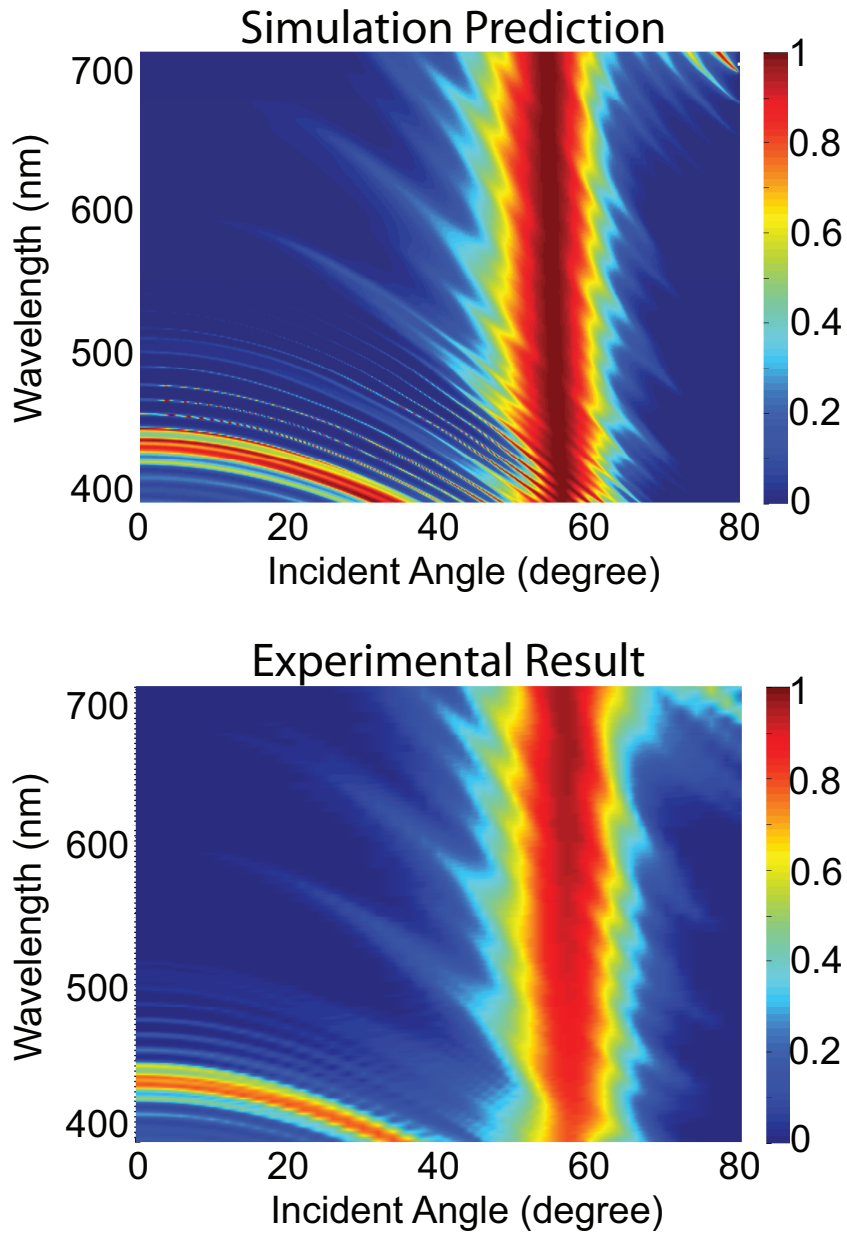 Simulation Prediction
Wavelength (nm)
700
600
500
400
0 20 40 60 80
Incident Angle (degree)
1
0.8
0.6
0.4
0.2
0
Experimental Result
Wavelength (nm)
700
600
500
400
0 20 40 60 80
Incident Angle (degree)
1
0.8
0.6
0.4
0.2
0